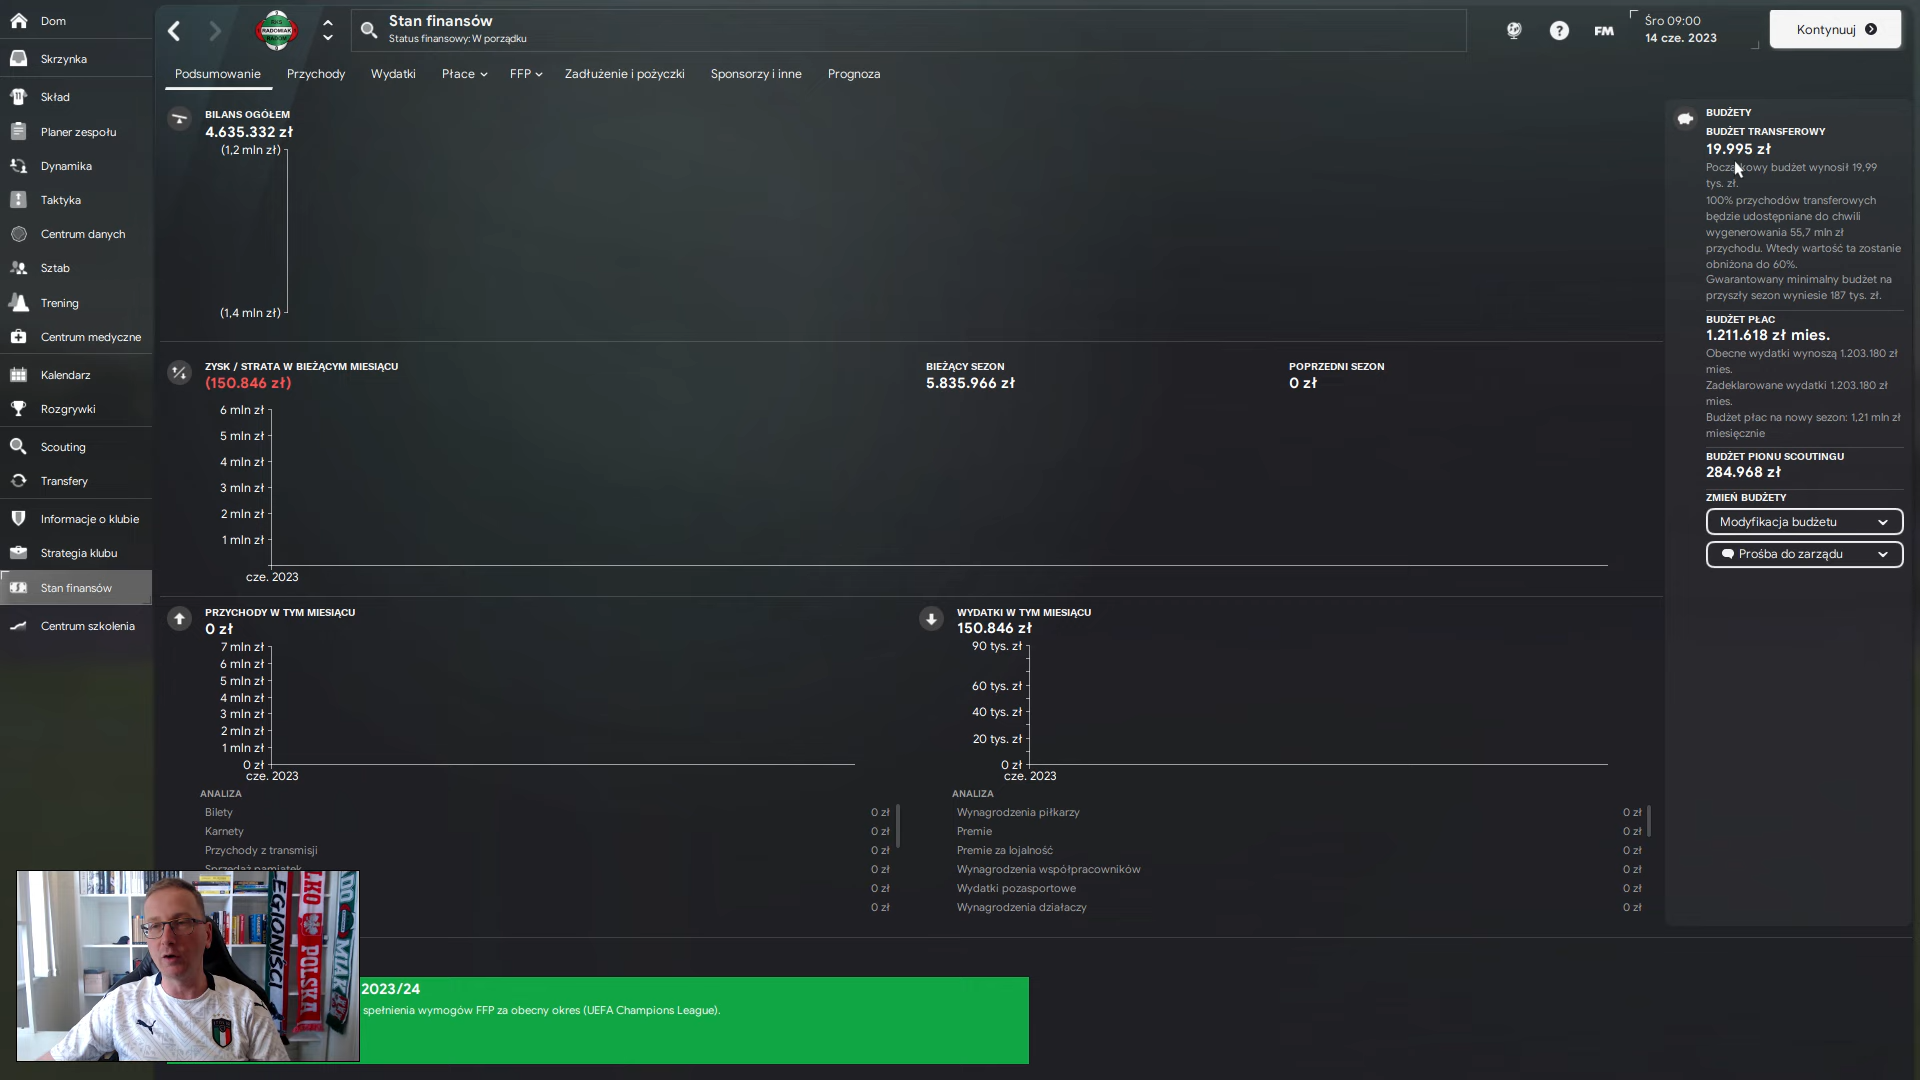 Dom
Skrzynka
Skład
Planer zespołu
Dynamika
Taktyka
Centrum danych
Sztab
Trening
Centrum medyczne
Kalendarz
Rozgrywki
Scouting
Transfery
Informacje o klubie
Strategia klubu
Stan finansów
Centrum szkolenia
RKS
RADOMIAK
RADOM
Stan finansów
Status finansowy: W porządku
FM
Śro 09:00
14 cze. 2023
Kontynuuj
Podsumowanie
Przychody
Wydatki
Płace
FFP
Zadłużenie i pożyczki
Sponsorzy i inne
Prognoza
BILANS OGÓŁEM
4.635.332 zł
(1,2 mln zł)
(1,4 mln zł)
ZYSK / STRATA W BIEŻĄCYM MIESIĄCU
(150.846 zł)
BIEŻĄCY SEZON
5.835.966 zł
POPRZEDNI SEZON
0 zł
6 mln zł
5 mln zł
4 mln zł
3 mln zł
2 mln zł
1 mln zł
cze. 2023
PRZYCHODY W TYM MIESIĄCU
0 zł
7 mln zł
6 mln zł
5 mln zł
4 mln zł
3 mln zł
2 mln zł
1 mln zł
0 zł
cze. 2023
ANALIZA
Bilety 0 zł
Karnety 0 zł
Przychody z transmisji 0 zł
Sprzedaż pamiątek 0 zł
0 zł
0 zł
WYDATKI W TYM MIESIĄCU
150.846 zł
90 tys. zł
60 tys. zł
40 tys. zł
20 tys. zł
0 zł
cze. 2023
ANALIZA
Wynagrodzenia piłkarzy 0 zł
Premie 0 zł
Premie za lojalność 0 zł
Wynagrodzenia współpracowników 0 zł
Wydatki pozasportowe 0 zł
Wynagrodzenia działaczy 0 zł
BUDŻETY
BUDŻET TRANSFEROWY
19.995 zł
Początkowy budżet wynosił 19,99
tys. zł.
100% przychodów transferowych
będzie udostępniane do chwili
wygenerowania 55,7 mln zł
przychodu. Wtedy wartość ta zostanie
obniżona do 60%.
Gwarantowany minimalny budżet na
przyszły sezon wyniesie 187 tys. zł.
BUDŻET PŁAC
1.211.618 zł mies.
Obecne wydatki wynoszą 1.203.180 zł
mies.
Zadeklarowane wydatki 1.203.180 zł
mies.
Budżet płac na nowy sezon: 1,21 mln zł
miesięcznie
BUDŻET PIONU SCOUTINGU
284.968 zł
ZMIEŃ BUDŻETY
Modyfikacja budżetu
Prośba do zarządu
2023/24
spełnienia wymogów FFP za obecny okres (UEFA Champions League).
EGIONIŚCI
POLSKA
MIAK